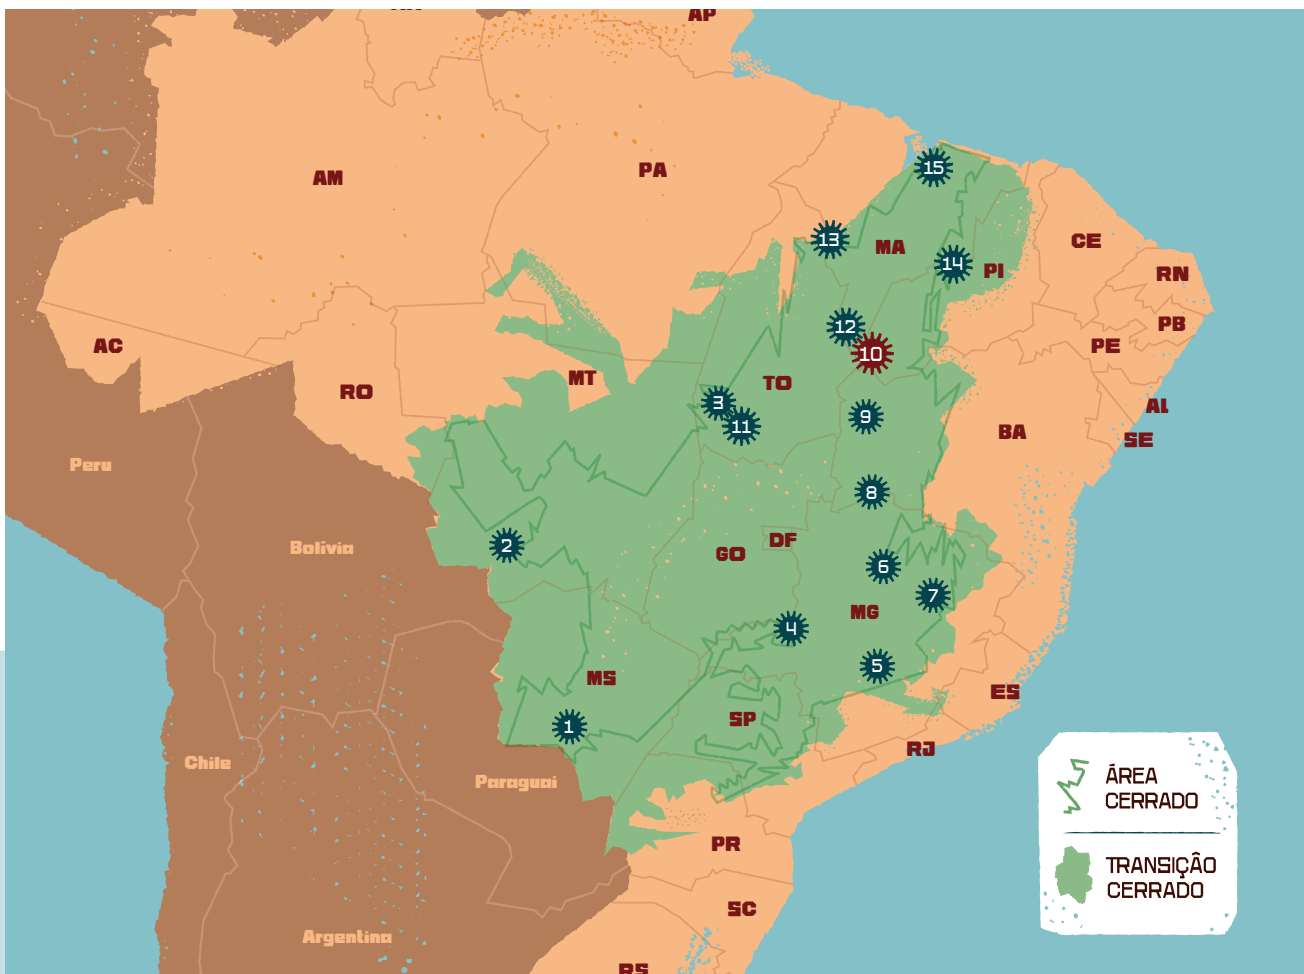 AP
AM
PA
15
13
MA
14
PI
CE
RN
12
10
PB
PE
AC
RO
MT
3
TO
11
9
AL
BA
SE
Peru
8
Bolívia
2
GO
DF
6
7
MG
4
5
MS
ES
1
SP
RJ
Chile
Paraguai
ÁREA
CERRADO
PR
TRANSIÇÃO
CERRADO
SC
Argentina
RS